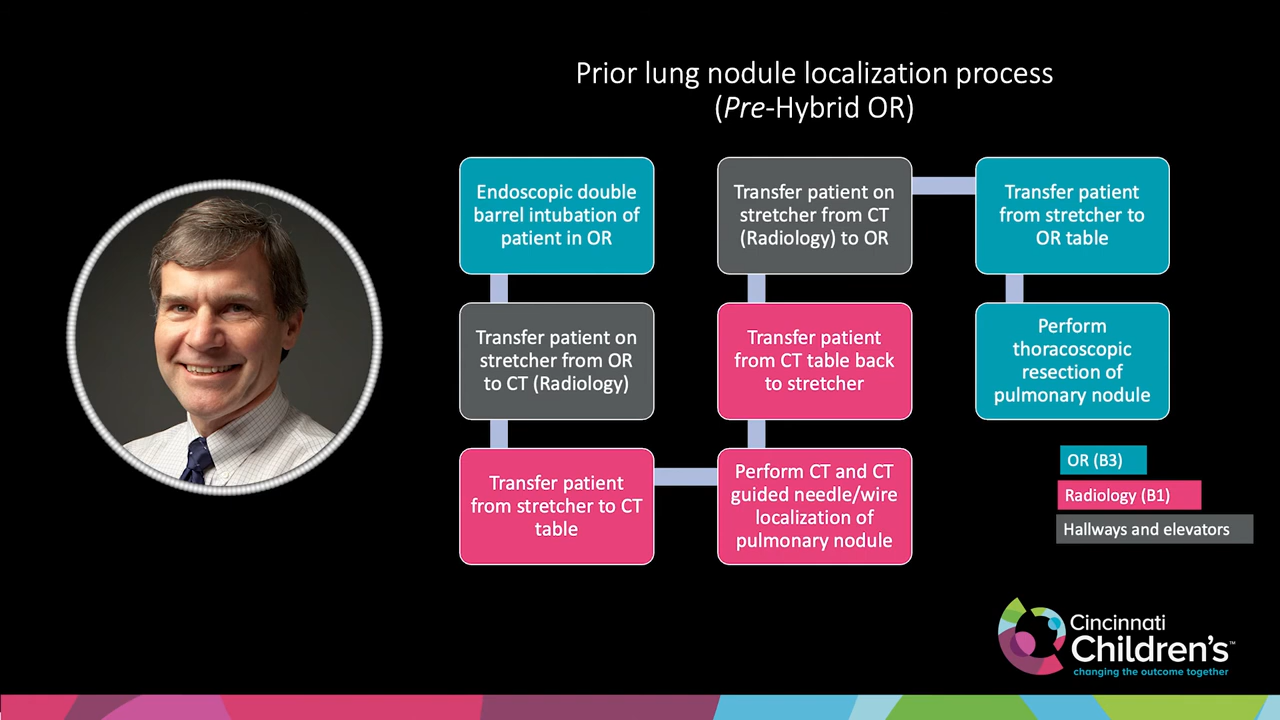 Prior lung nodule localization process
(Pre-Hybrid OR)
Endoscopic double
barrel intubation of
patient in OR
Transfer patient on
stretcher from OR
to CT (Radiology)
Transfer patient
from stretcher to CT
table
Perform CT and CT
guided needle/wire
localization of
pulmonary nodule
Transfer patient
from CT table back
to stretcher
Transfer patient on
stretcher from CT
(Radiology) to OR
Transfer patient
from stretcher to
OR table
Perform
thoracoscopic
resection of
pulmonary nodule
OR (B3)
Radiology (B1)
Hallways and elevators
Cincinnati
Children's™
changing the outcome together